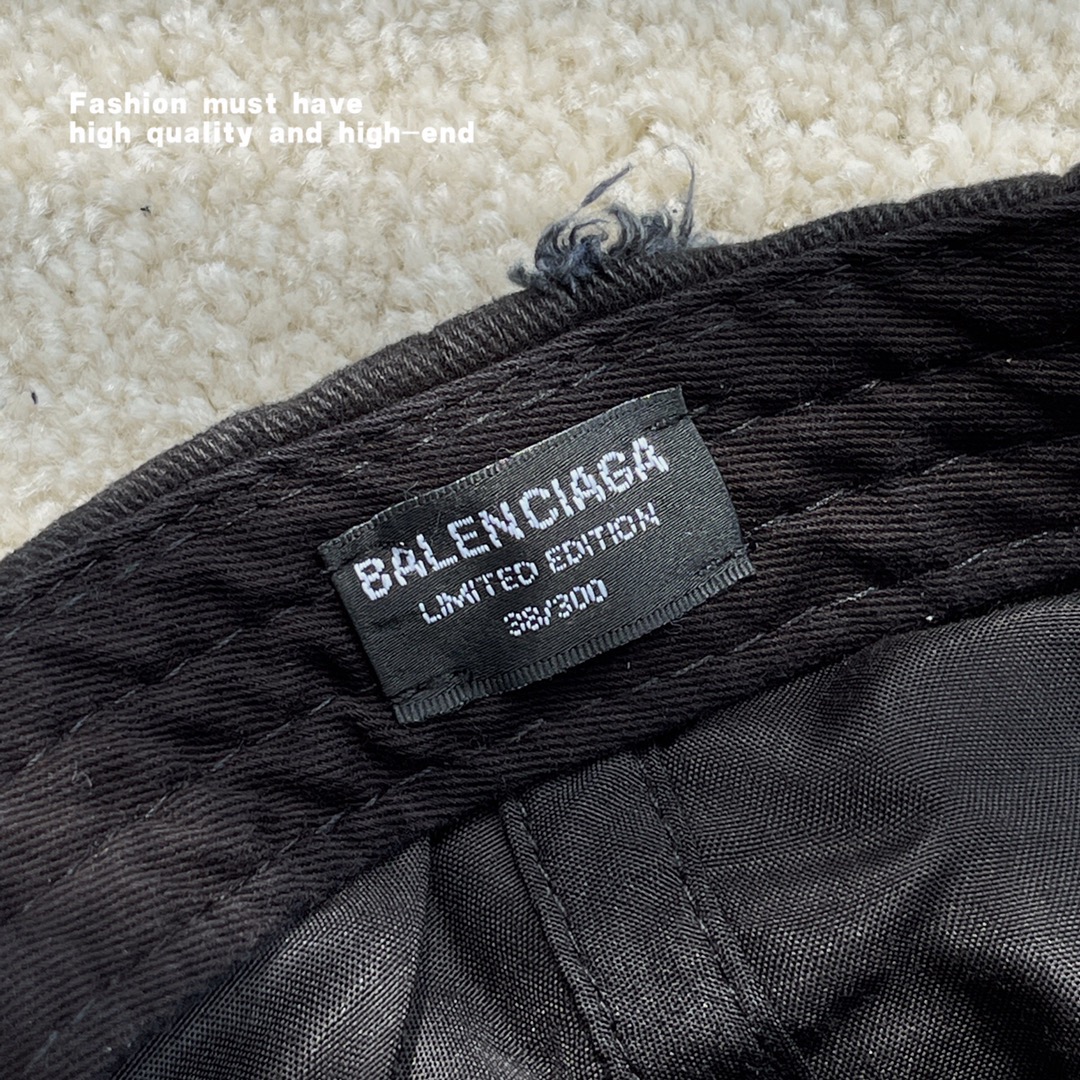 Fashion must have
high quality and high-end
BALENCIAGA
LIMITED EDITION
38/300